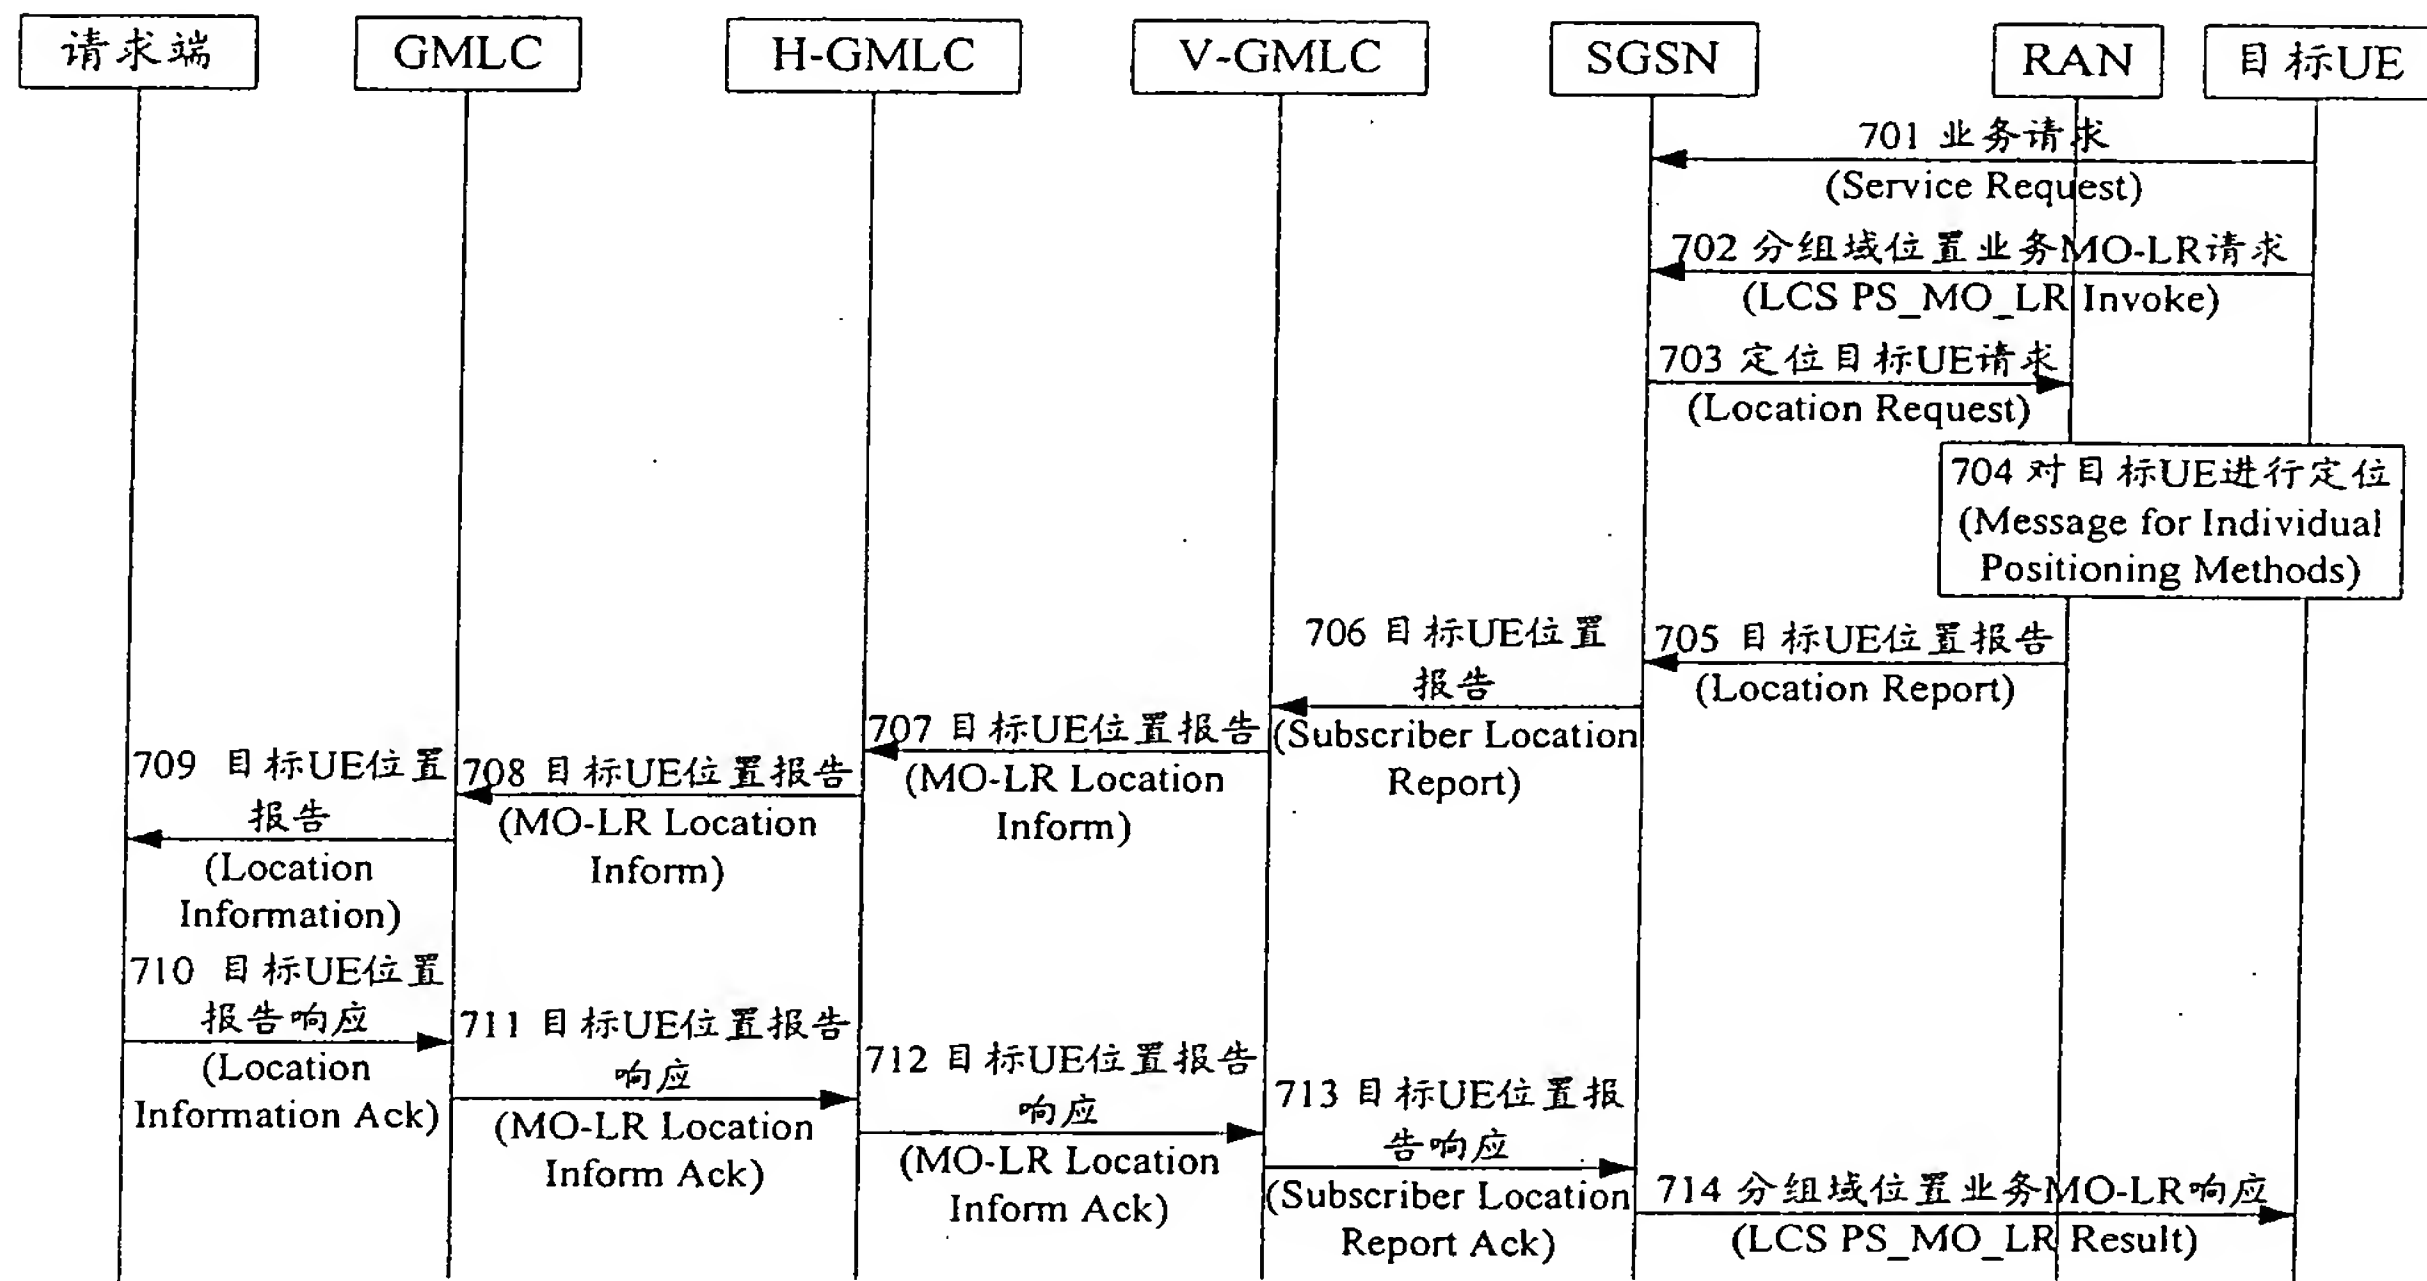 请求端
GMLC
H-GMLC
V-GMLC
SGSN
RAN
目标UE
701 业务请求
(Service Request)
702 分组域位置业务MO-LR请求
(LCS PS_MO_LR Invoke)
703 定位目标UE请求
(Location Request)
704 对目标UE进行定位
(Message for Individual
Positioning Methods)
705 目标UE位置报告
(Location Report)
706 目标UE位置
报告
(Subscriber Location
Report)
707 目标UE位置报告
(MO-LR Location
Inform)
708 目标UE位置报告
(MO-LR Location
Inform)
709 目标UE位置
报告
(Location
Information)
710 目标UE位置
报告响应
(Location
Information Ack)
711 目标UE位置报告
响应
(MO-LR Location
Inform Ack)
712 目标UE位置报告
响应
(MO-LR Location
Inform Ack)
713 目标UE位置报
告响应
(Subscriber Location
Report Ack)
714 分组域位置业务MO-LR响应
(LCS PS_MO_LR Result)